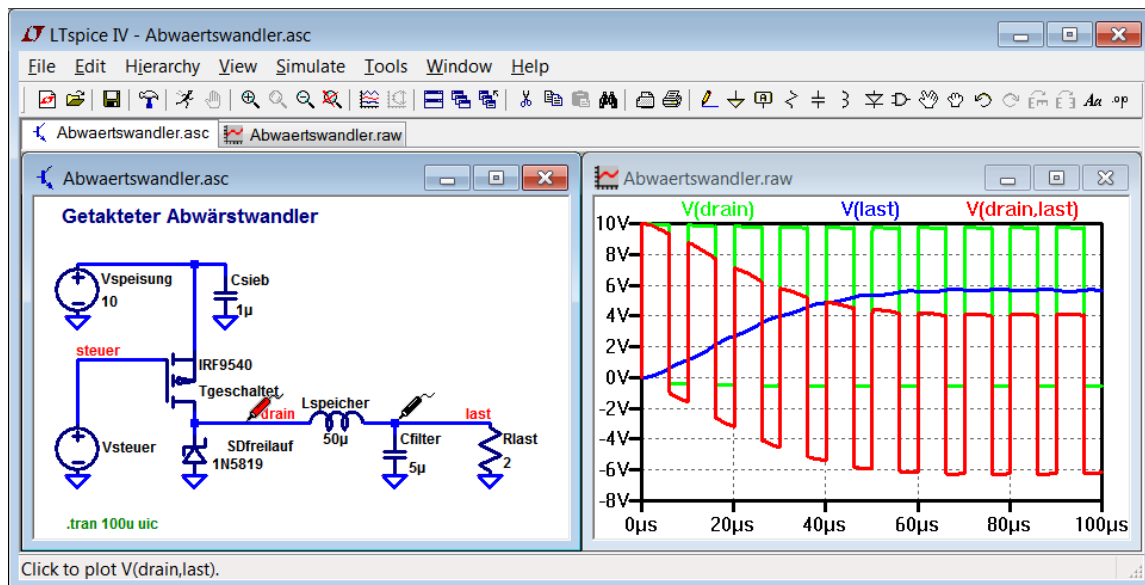 LTspice IV - Abwaertswandler.asc
File Edit Hierarchy View Simulate Tools Window Help
Aa .op
Abwaertswandler.asc Abwaertswandler.raw
Abwaertswandler.asc
Getakteter Abwärstwandler
Vspeisung
10
Csieb
1µ
steuer
IRF9540
Tgeschaltet
drain
Lspeicher
50µ
last
Vsteuer
SDfreilauf
1N5819
Cfilter
5µ
Rlast
2
.tran 100u uic
Abwaertswandler.raw
V(drain) V(last) V(drain,last)
10V
8V
6V
4V
2V
0V
-2V
-4V
-6V
-8V
0µs 20µs 40µs 60µs 80µs 100µs
Click to plot V(drain,last).